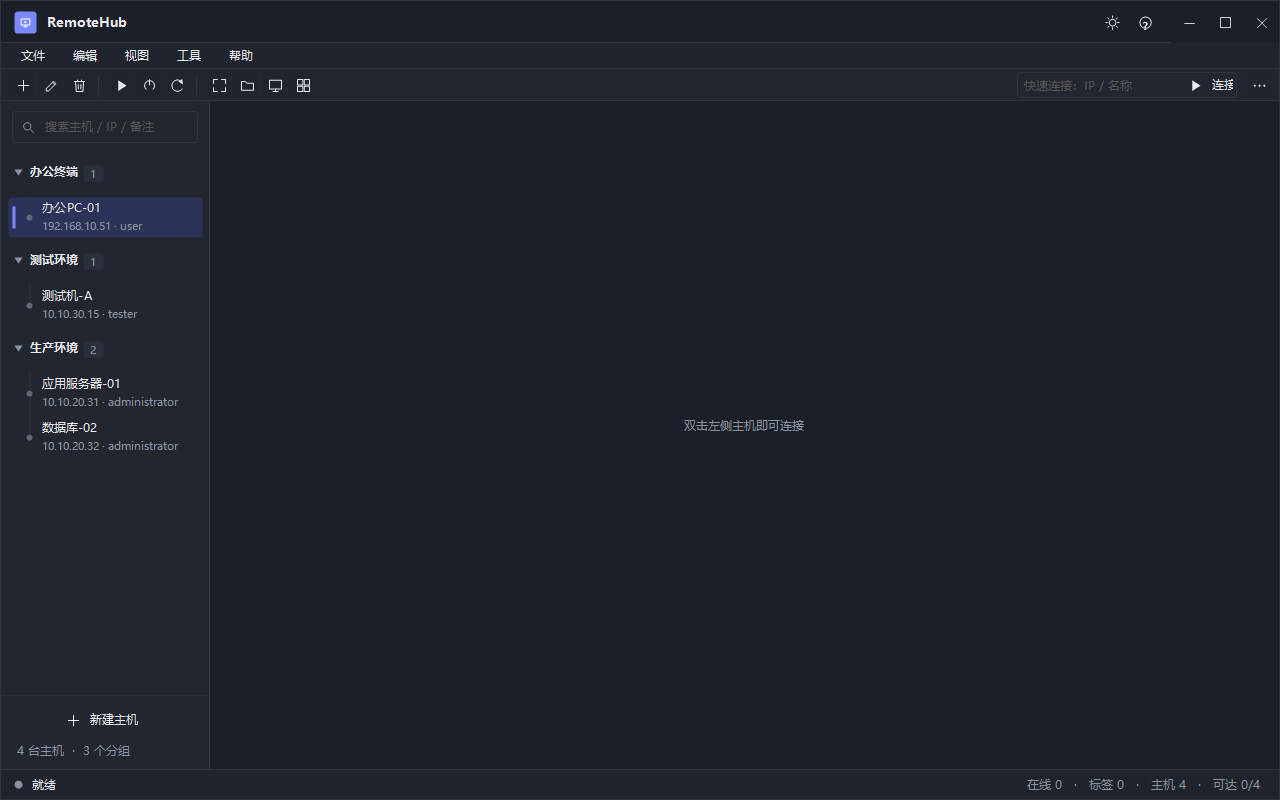 RemoteHub
文件 编辑 视图 工具 帮助
快速连接：IP / 名称 连接
搜索主机 / IP / 备注
办公终端 1
办公PC-01
192.168.10.51 · user
测试环境 1
测试机-A
10.10.30.15 · tester
生产环境 2
应用服务器-01
10.10.20.31 · administrator
数据库-02
10.10.20.32 · administrator
双击左侧主机即可连接
新建主机
4 台主机 · 3 个分组
就绪 在线 0 · 标签 0 · 主机 4 · 可达 0/4